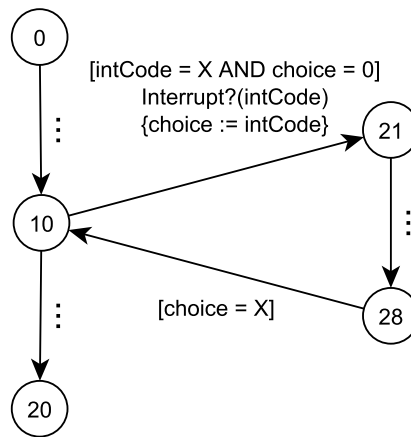 0
[intCode = X AND choice = 0]
Interrupt?(intCode)
{choice := intCode}
21
...
10
...
[choice = X]
28
...
20